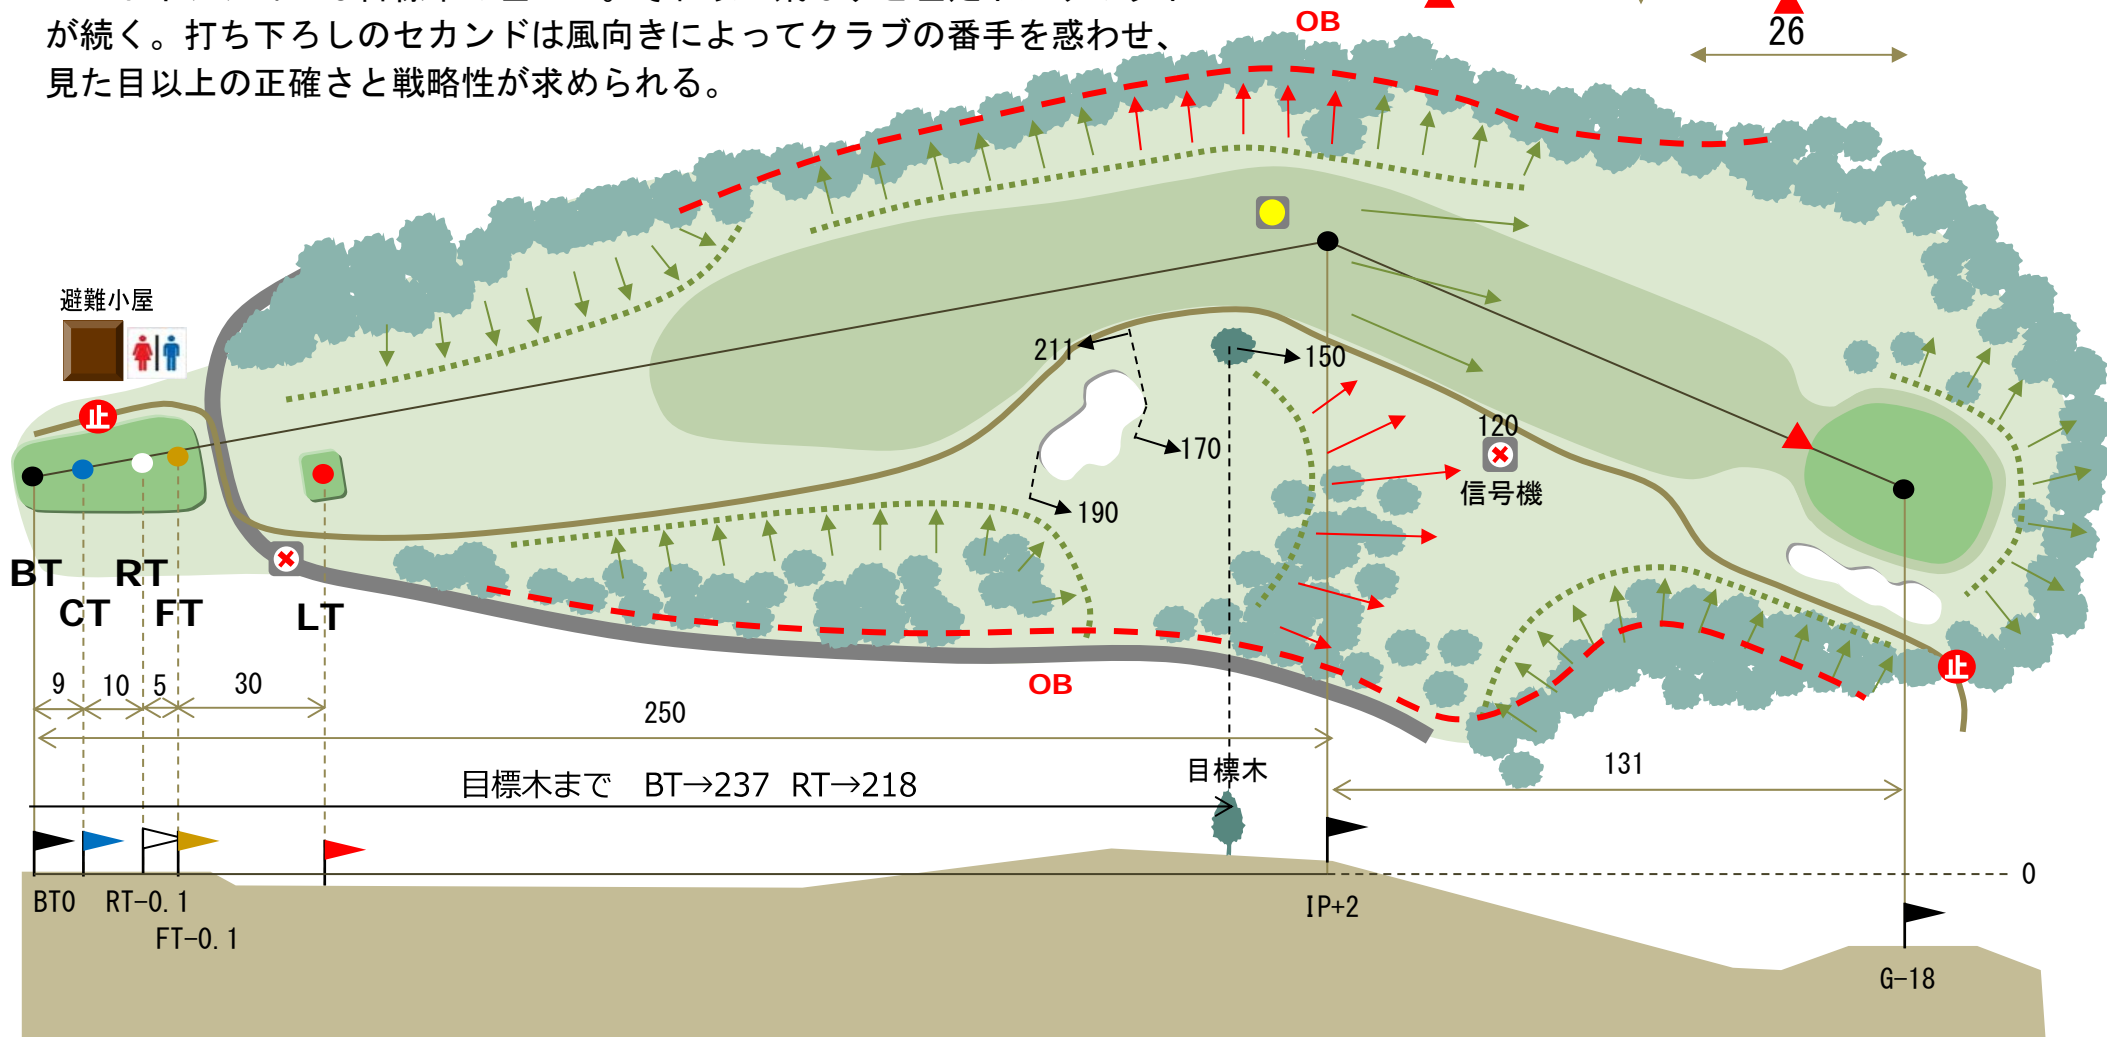 が続く。打ち下ろしのセカンドは風向きによってクラブの番手を惑わせ、
見た目以上の正確さと戦略性が求められる。
OB
26
避難小屋
止
211
150
170
190
120
信号機
BT
CT
RT
FT
LT
止
OB
9
10
5
30
250
131
目標木まで BT→237 RT→218
目標木
0
BT0
RT-0.1
FT-0.1
IP+2
G-18